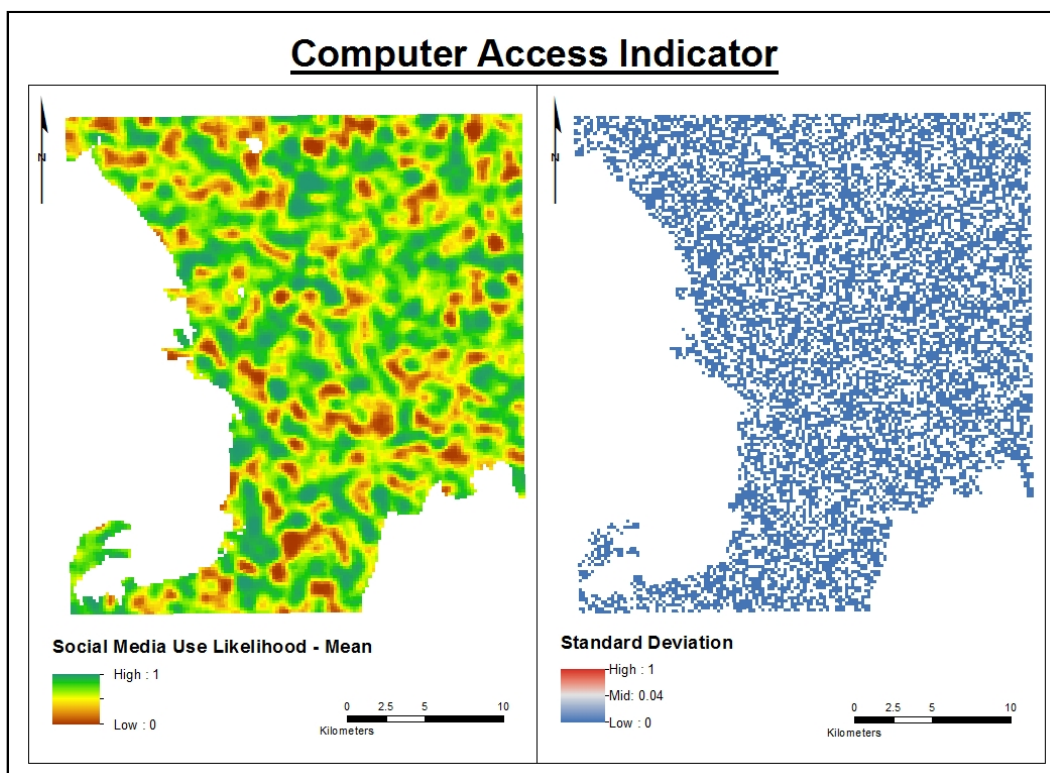 Computer Access Indicator
N
N
Social Media Use Likelihood - Mean
High : 1
Low : 0
0 2.5 5 10
Kilometers
Standard Deviation
High : 1
Mid: 0.04
Low : 0
0 2.5 5 10
Kilometers